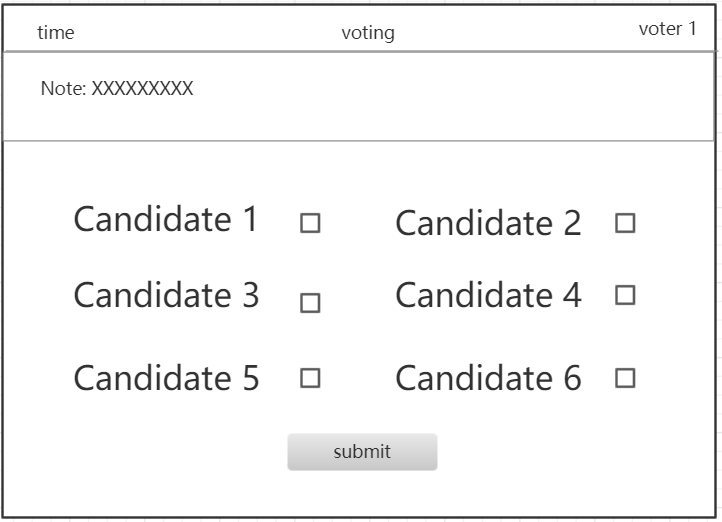 time voting voter 1
Note: XXXXXXXXX
Candidate 1 Candidate 2
Candidate 3 Candidate 4
Candidate 5 Candidate 6
submit